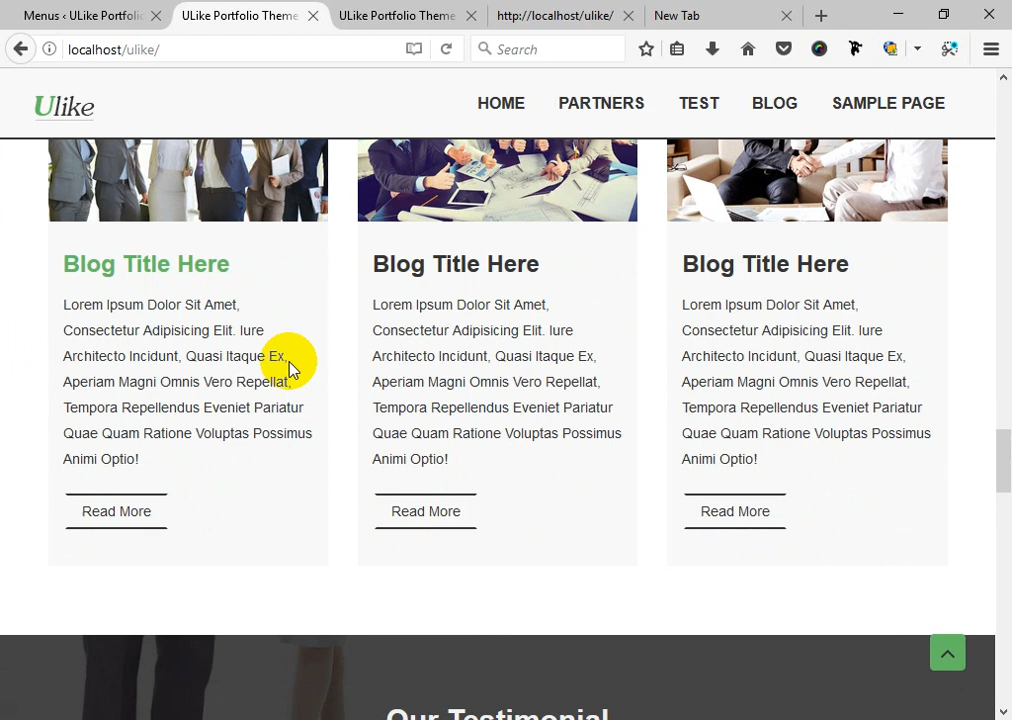 Menus ‹ ULike Portfolio
ULike Portfolio Theme
ULike Portfolio Theme
http://localhost/ulike/
New Tab
localhost/ulike/
Search
Ulike
HOME
PARTNERS
TEST
BLOG
SAMPLE PAGE
Blog Title Here
Lorem Ipsum Dolor Sit Amet,
Consectetur Adipisicing Elit. Iure
Architecto Incidunt, Quasi Itaque Ex,
Aperiam Magni Omnis Vero Repellat,
Tempora Repellendus Eveniet Pariatur
Quae Quam Ratione Voluptas Possimus
Animi Optio!
Read More
Blog Title Here
Lorem Ipsum Dolor Sit Amet,
Consectetur Adipisicing Elit. Iure
Architecto Incidunt, Quasi Itaque Ex,
Aperiam Magni Omnis Vero Repellat,
Tempora Repellendus Eveniet Pariatur
Quae Quam Ratione Voluptas Possimus
Animi Optio!
Read More
Blog Title Here
Lorem Ipsum Dolor Sit Amet,
Consectetur Adipisicing Elit. Iure
Architecto Incidunt, Quasi Itaque Ex,
Aperiam Magni Omnis Vero Repellat,
Tempora Repellendus Eveniet Pariatur
Quae Quam Ratione Voluptas Possimus
Animi Optio!
Read More
Our Testimonial